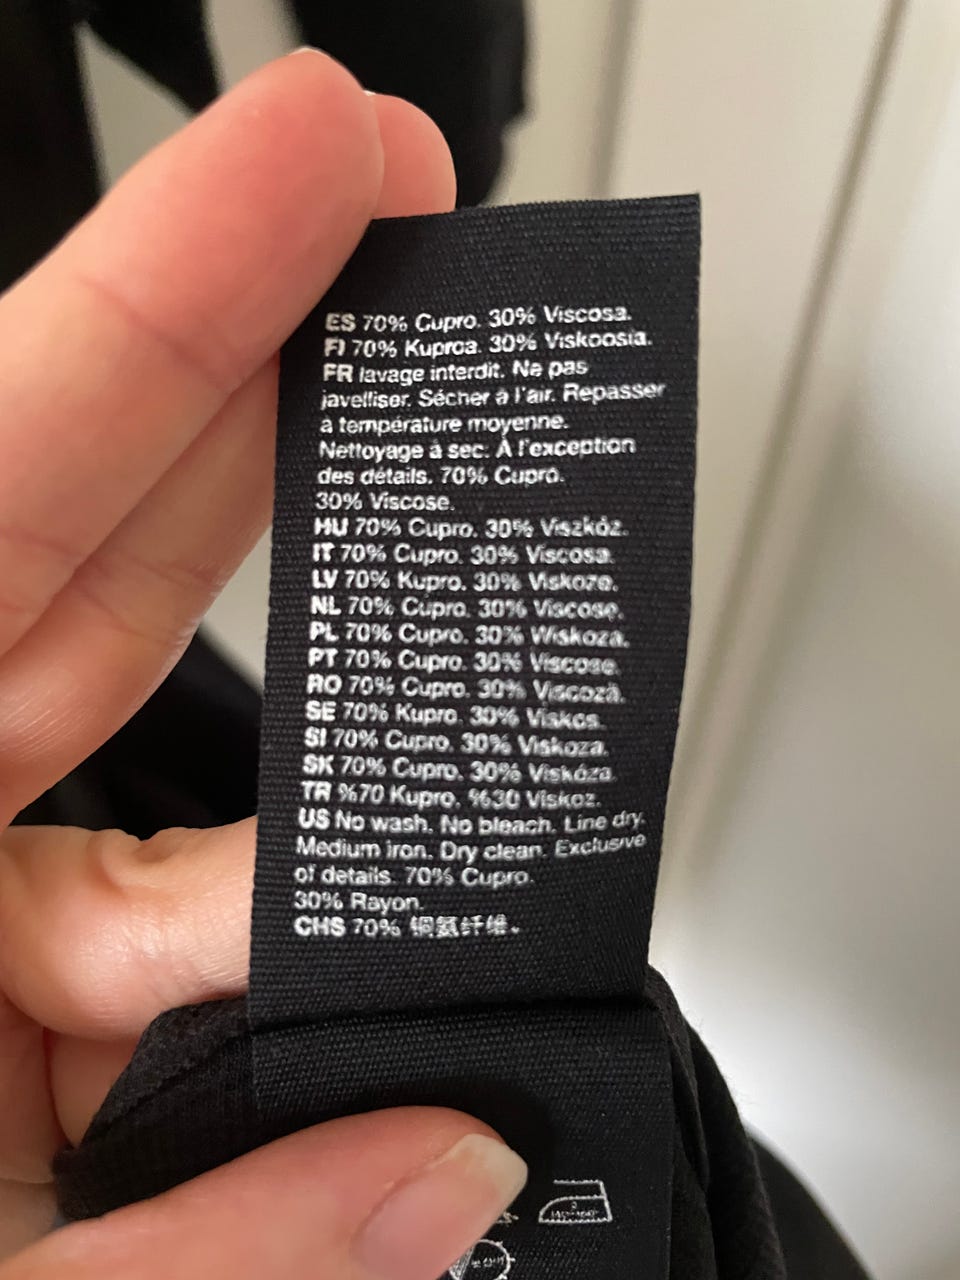 ES 70% Cupro. 30% Viscosa.
FI 70% Kuproa. 30% Viskoosia.
FR lavage interdit. Ne pas
javelliser. Sécher à l'air. Repasser
à température moyenne.
Nettoyage à sec. À l'exception
des détails. 70% Cupro.
30% Viscose.
HU 70% Cupro. 30% Viszkóz.
IT 70% Cupro. 30% Viscosa.
LV 70% Kupro. 30% Viskoze.
NL 70% Cupro. 30% Viscose.
PL 70% Cupro. 30% Wiskoza.
PT 70% Cupro. 30% Viscose.
RO 70% Cupro. 30% Viscoză.
SE 70% Kupro. 30% Viskos.
SI 70% Cupro. 30% Viskoza.
SK 70% Cupro. 30% Viskóza.
TR %70 Kupro. %30 Viskoz.
US No wash. No bleach. Line dry.
Medium iron. Dry clean. Exclusive
of details. 70% Cupro.
30% Rayon.
CHS 70% 铜氨纤维。